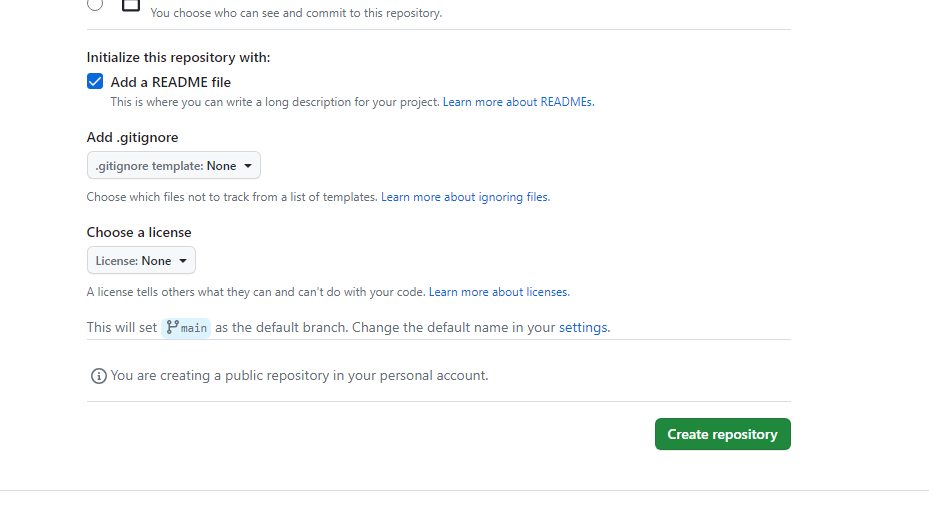 You choose who can see and commit to this repository.
Initialize this repository with:
Add a README file
This is where you can write a long description for your project. Learn more about READMEs.
Add .gitignore
.gitignore template: None
Choose which files not to track from a list of templates. Learn more about ignoring files.
Choose a license
License: None
A license tells others what they can and can't do with your code. Learn more about licenses.
This will set main as the default branch. Change the default name in your settings.
You are creating a public repository in your personal account.
Create repository